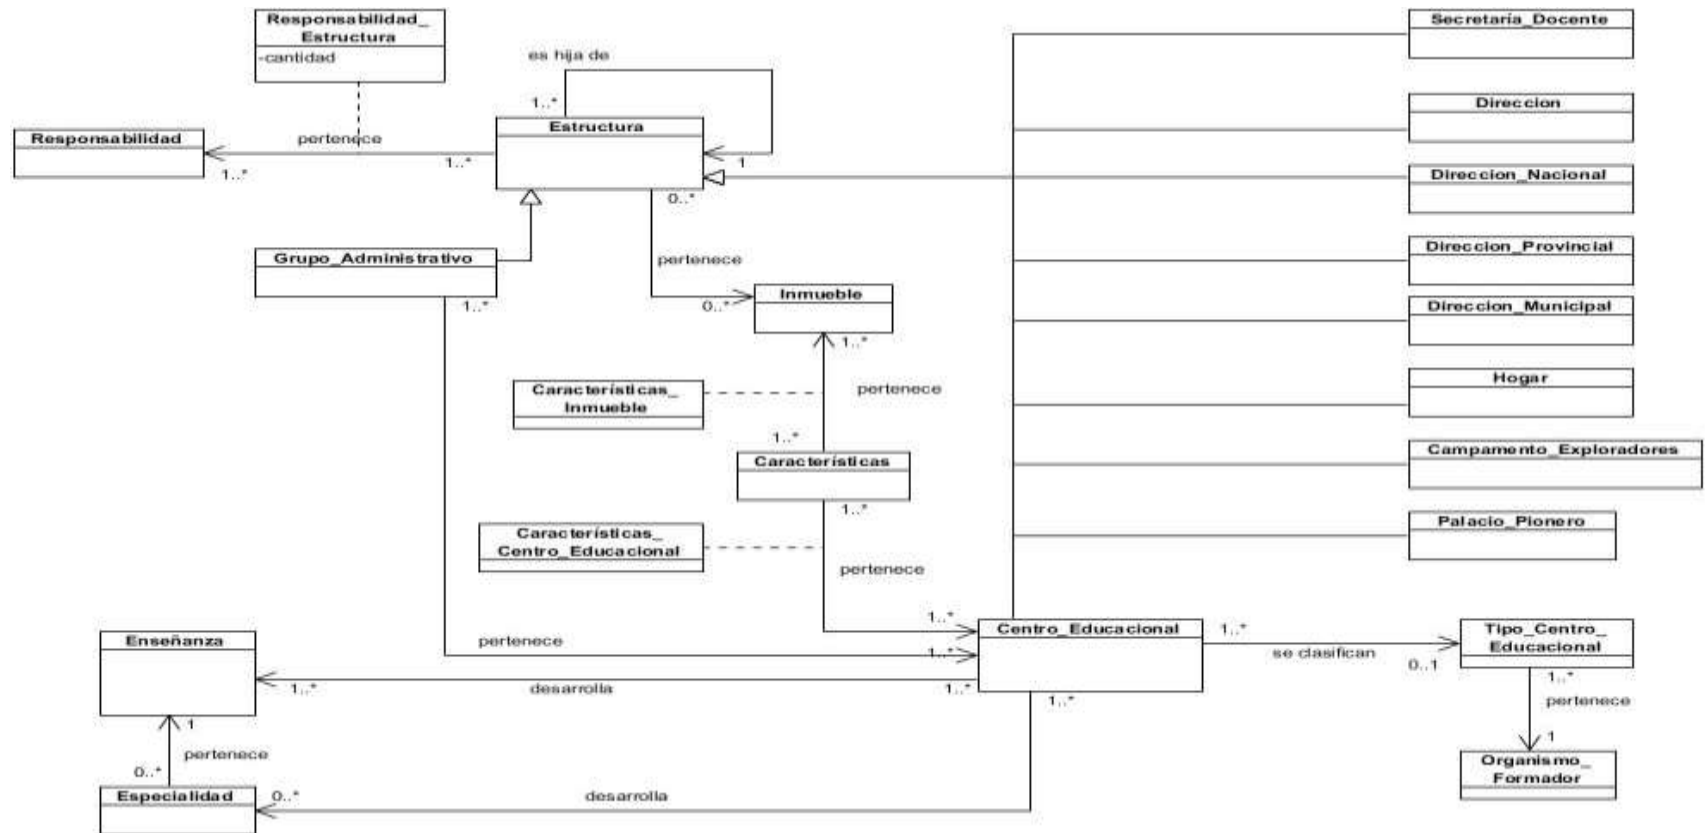 Responsabilidad_
Estructura
-cantidad
Secretaría_Docente
es hija de
1..*
Direccion
Estructura
Responsabilidad
pertenece
1..*
1..*
1
Direccion_Nacional
0..*
Grupo_Administrativo
pertenece
Direccion_Provincial
1..*
Inmueble
0..*
Direccion_Municipal
1..*
Características_
Inmueble
pertenece
Hogar
1..*
Características
Campamento_Exploradores
1..*
Características_
Centro_Educacional
Palacio_Pionero
pertenece
1..*
Enseñanza
pertenece
1..*
Centro_Educacional
1..*
se clasifican
0..1
Tipo_Centro_
Educacional
1..*
desarrolla
1..*
1..*
1..*
pertenece
1
pertenece
1
0..*
Organismo_
Formador
Especialidad
0..*
desarrolla